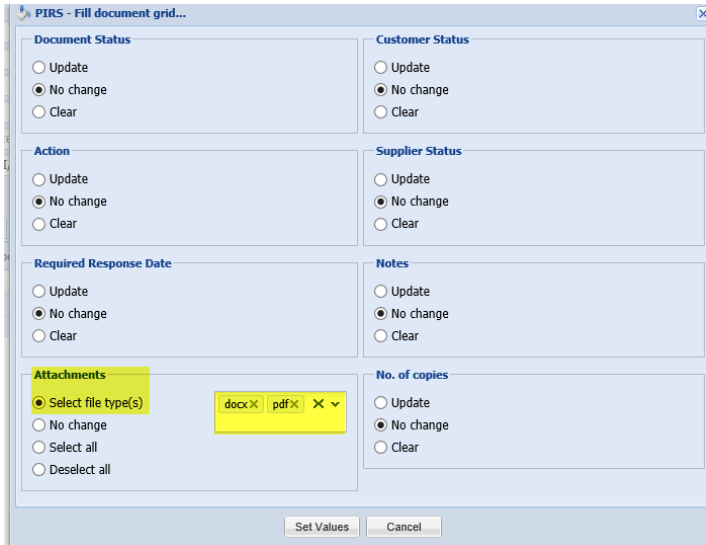 PIRS - Fill document grid...
Document Status
Update
No change
Clear
Customer Status
Update
No change
Clear
Action
Update
No change
Clear
Supplier Status
Update
No change
Clear
Required Response Date
Update
No change
Clear
Notes
Update
No change
Clear
Attachments
Select file type(s)
docx pdf
No change
Select all
Deselect all
No. of copies
Update
No change
Clear
Set Values Cancel